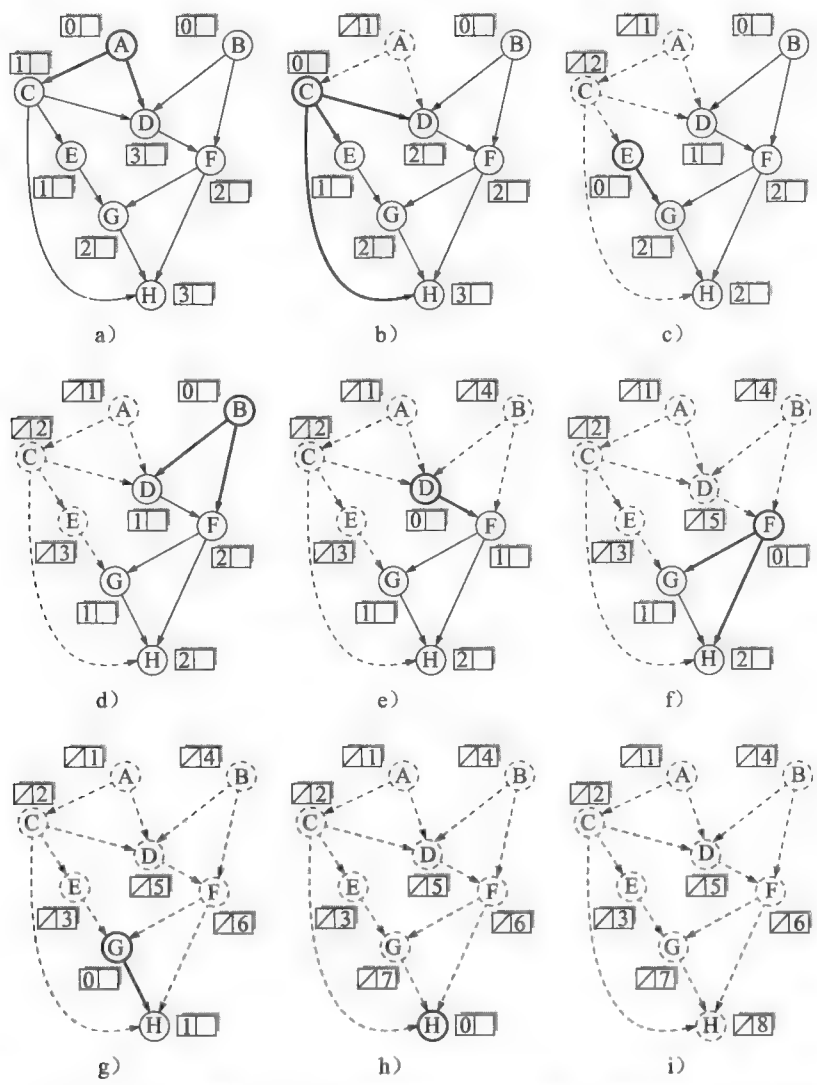 0 A 0 B
1
C
D
E 3 F
1 2
G
2
H 3
a)
/1 A 0 B
0
C
D
E 2 F
1 2
G
2
H 3
b)
/1 A 0 B
/2
C
D
E 1 F
0 2
G
2
H 2
c)
/1 0
A B
/2
C
D
E 1 F
/3 2
G
1
H 2
d)
/1 /4
A B
/2
C
D
E 0 F
/3 1
G
1
H 2
e)
/1 /4
A B
/2
C
D
E /5 F
/3 0
G
1
H 2
f)
/1 /4
A B
/2
C
D
E /5 F
/3 /6
G
0
H 1
g)
/1 /4
A B
/2
C
D
E /5 F
/3 /6
G
/7
H 0
h)
/1 /4
A B
/2
C
D
E /5 F
/3 /6
G
/7
H /8
i)